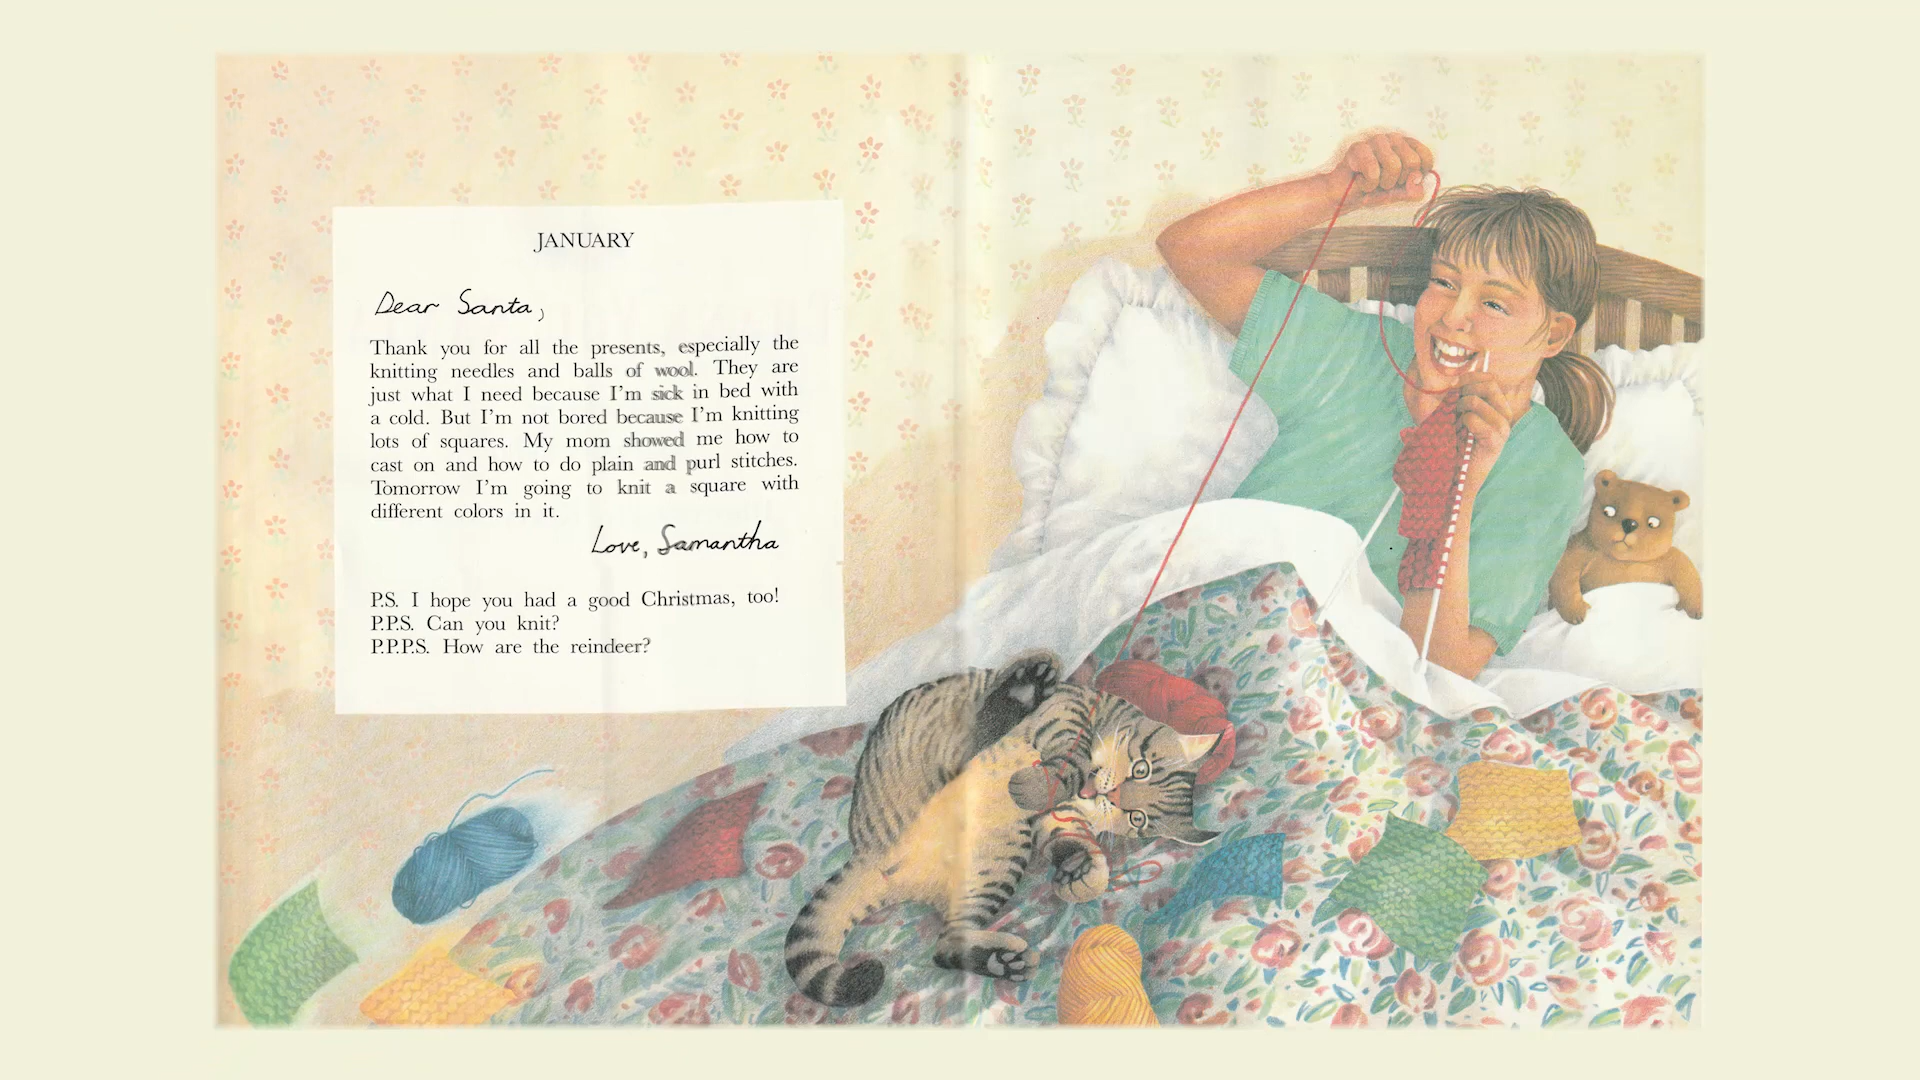 JANUARY
Dear Santa,
Thank you for all the presents, especially the
knitting needles and balls of wool. They are
just what I need because I'm sick in bed with
a cold. But I'm not bored because I'm knitting
lots of squares. My mom showed me how to
cast on and how to do plain and purl stitches.
Tomorrow I'm going to knit a square with
different colors in it.
Love, Samantha
P.S. I hope you had a good Christmas, too!
P.P.S. Can you knit?
P.P.P.S. How are the reindeer?